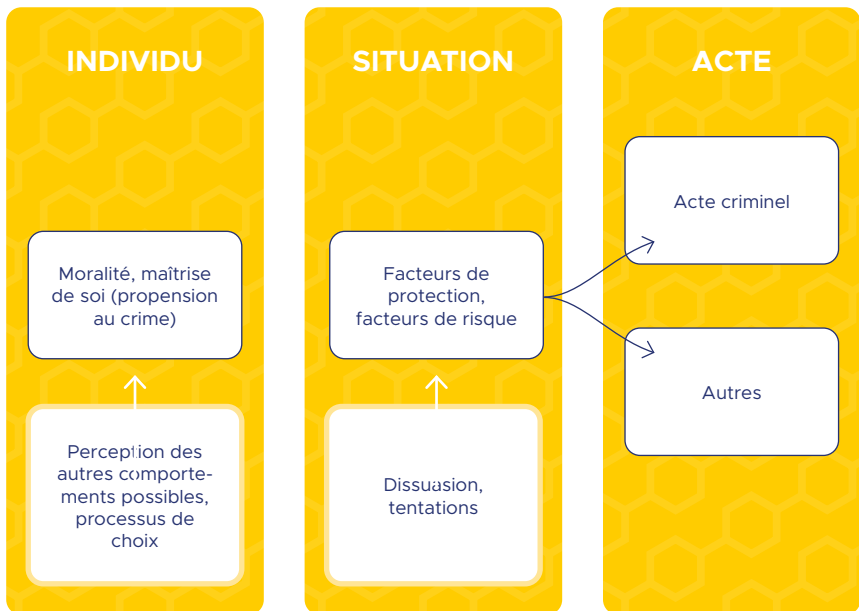 INDIVIDU
Moralité, maîtrise
de soi (propension
au crime)
Perception des
autres comporte-
ments possibles,
processus de
choix
SITUATION
Facteurs de
protection,
facteurs de risque
Dissuasion,
tentations
ACTE
Acte criminel
Autres